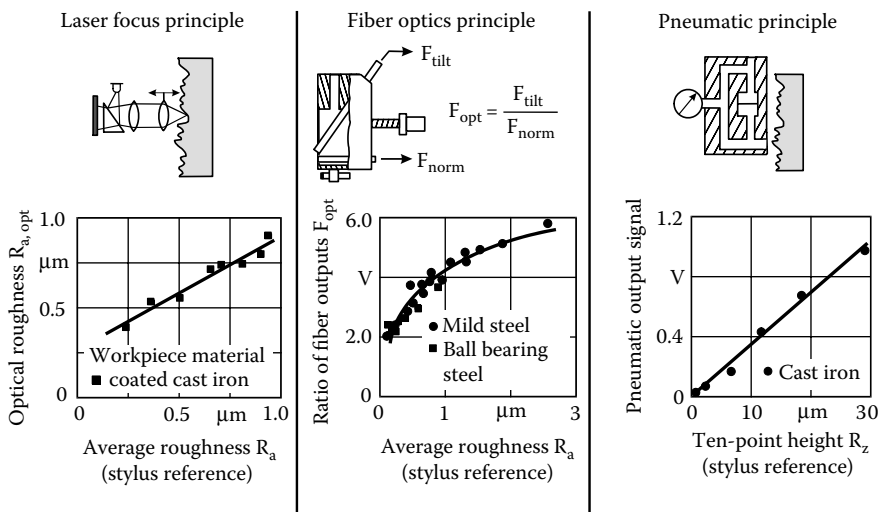 Laser focus principle
F_tilt
F_opt = F_tilt / F_norm
F_norm
Fiber optics principle
Pneumatic principle
Optical roughness R_a, opt
1.0
μm
0.5
0
Workpiece material
coated cast iron
0
0.5
μm
1.0
Average roughness R_a
(stylus reference)
Ratio of fiber outputs F_opt
6.0
V
2.0
0
Mild steel
Ball bearing
steel
0
1
μm
3
Average roughness R_a
(stylus reference)
Pneumatic output signal
1.2
V
0.4
0
Cast iron
0
10
μm
30
Ten-point height R_z
(stylus reference)